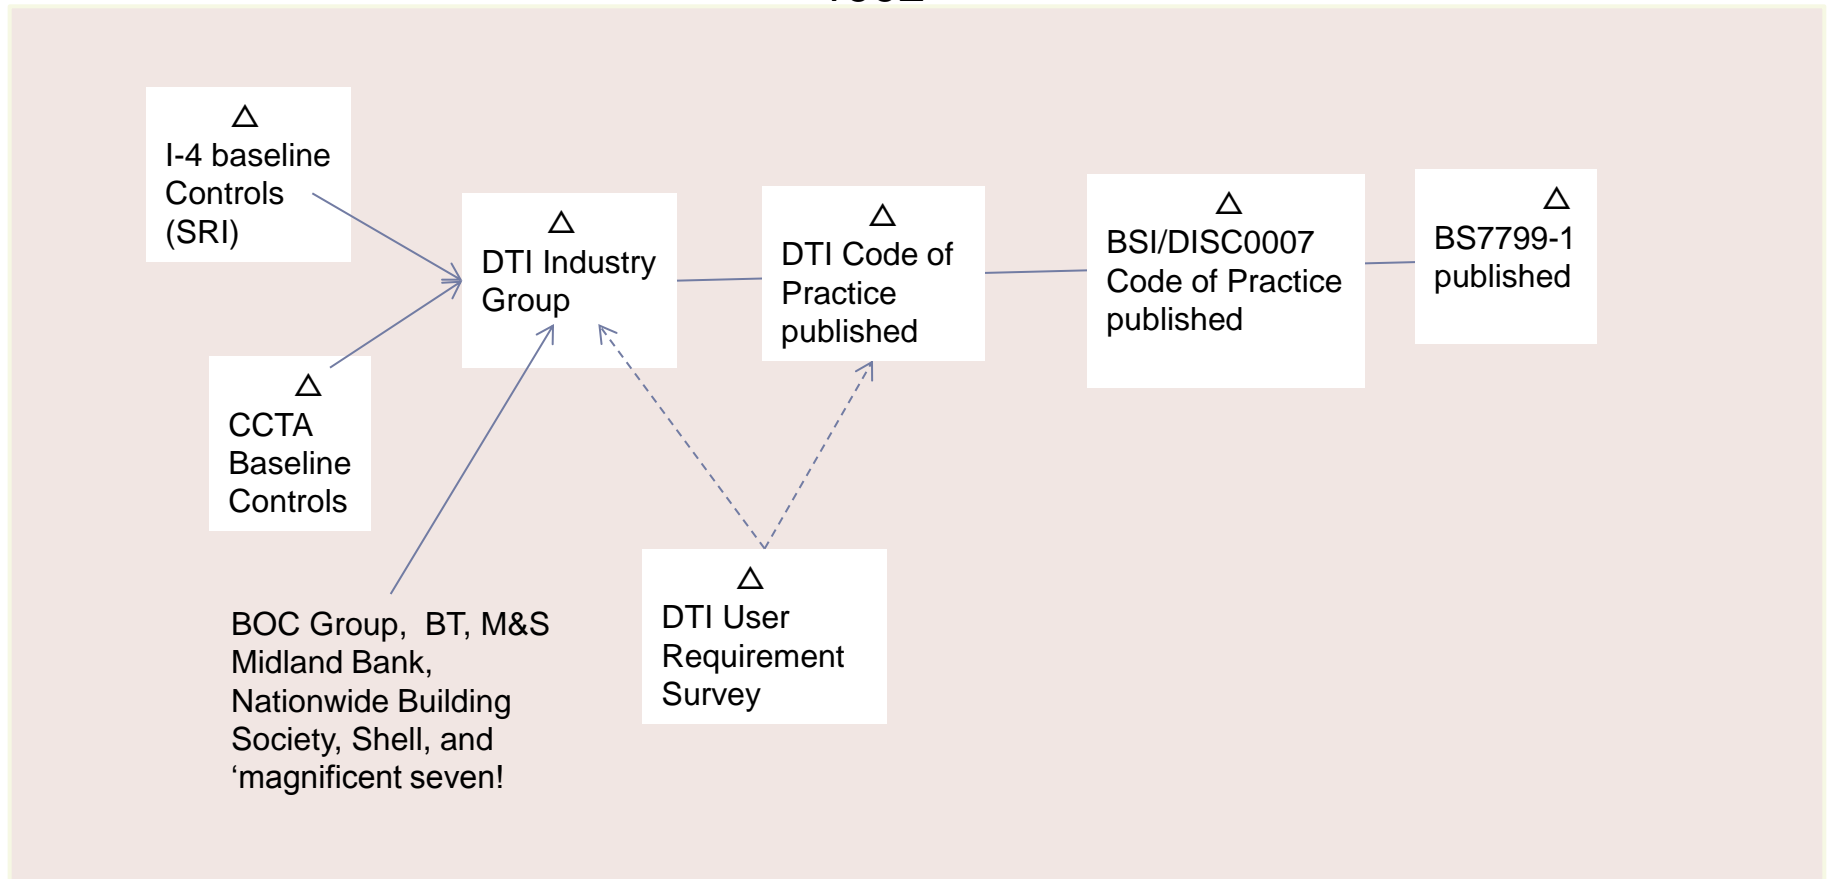 I-4 baseline
Controls
(SRI)
CCTA
Baseline
Controls
BOC Group,  BT, M&S
Midland Bank,
Nationwide Building
Society, Shell, and
‘magnificent seven!
DTI Industry
Group
DTI User
Requirement
Survey
DTI Code of
Practice
published
BSI/DISC0007
Code of Practice
published
BS7799-1
published